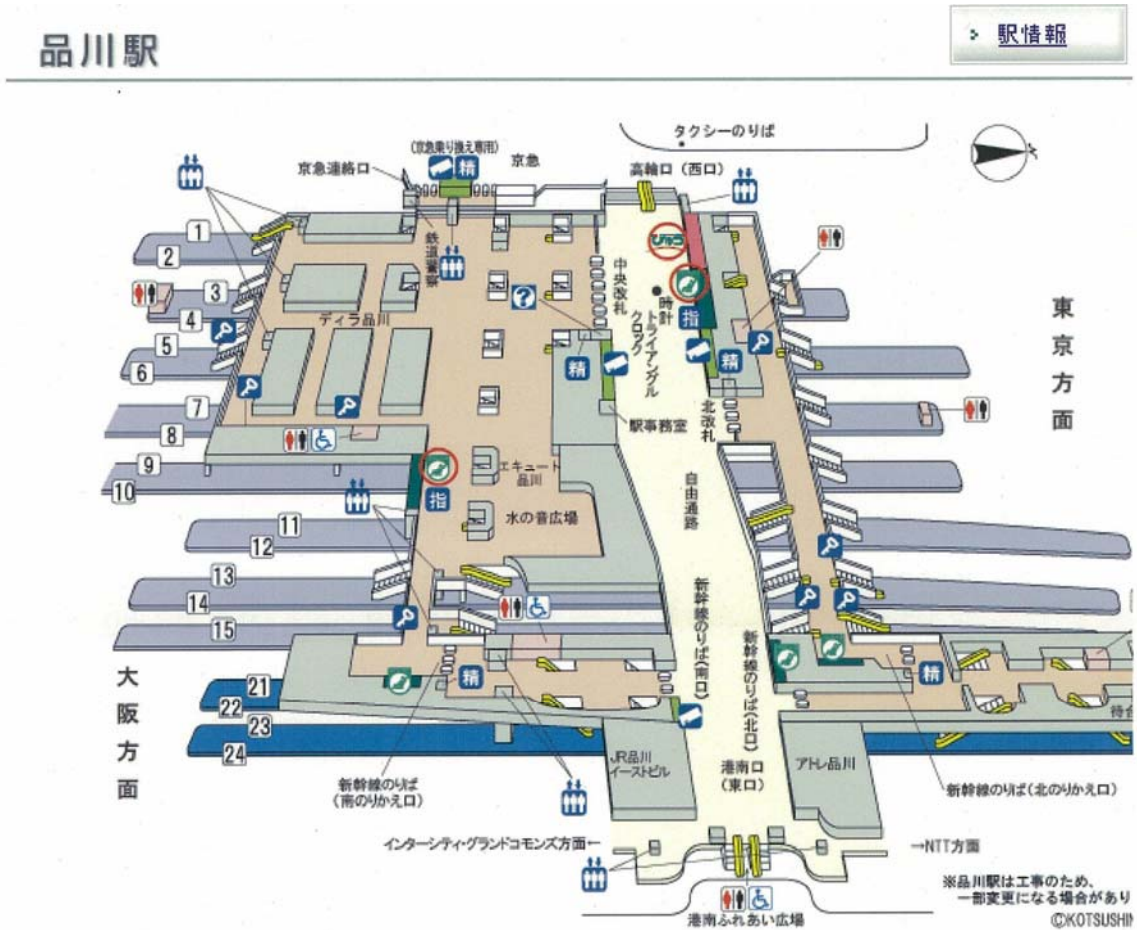 品川駅
駅情報
タクシーのりば
(京急乗り換え専用)
京急連絡口
精
京急
高輪口(西口)
鉄道警察
びゅう
中央改札
時計
トライアングル
クロック
指
精
精
1
2
3
4
5
6
7
8
9
10
11
12
13
14
15
21
22
23
24
ディラ品川
?
北改札
駅事務室
東京方面
指
エキュート
品川
水の音広場
自由通路
新幹線のりば(南口)
新幹線のりば(北口)
精
精
大阪方面
待合
JR品川
イーストビル
港南口
(東口)
アトレ品川
新幹線のりば
(南のりかえ口)
新幹線のりば(北のりかえ口)
インターシティ・グランドコモンズ方面←
→NTT方面
港南ふれあい広場
※品川駅は工事のため、
一部変更になる場合があり
©KOTSUSHIN